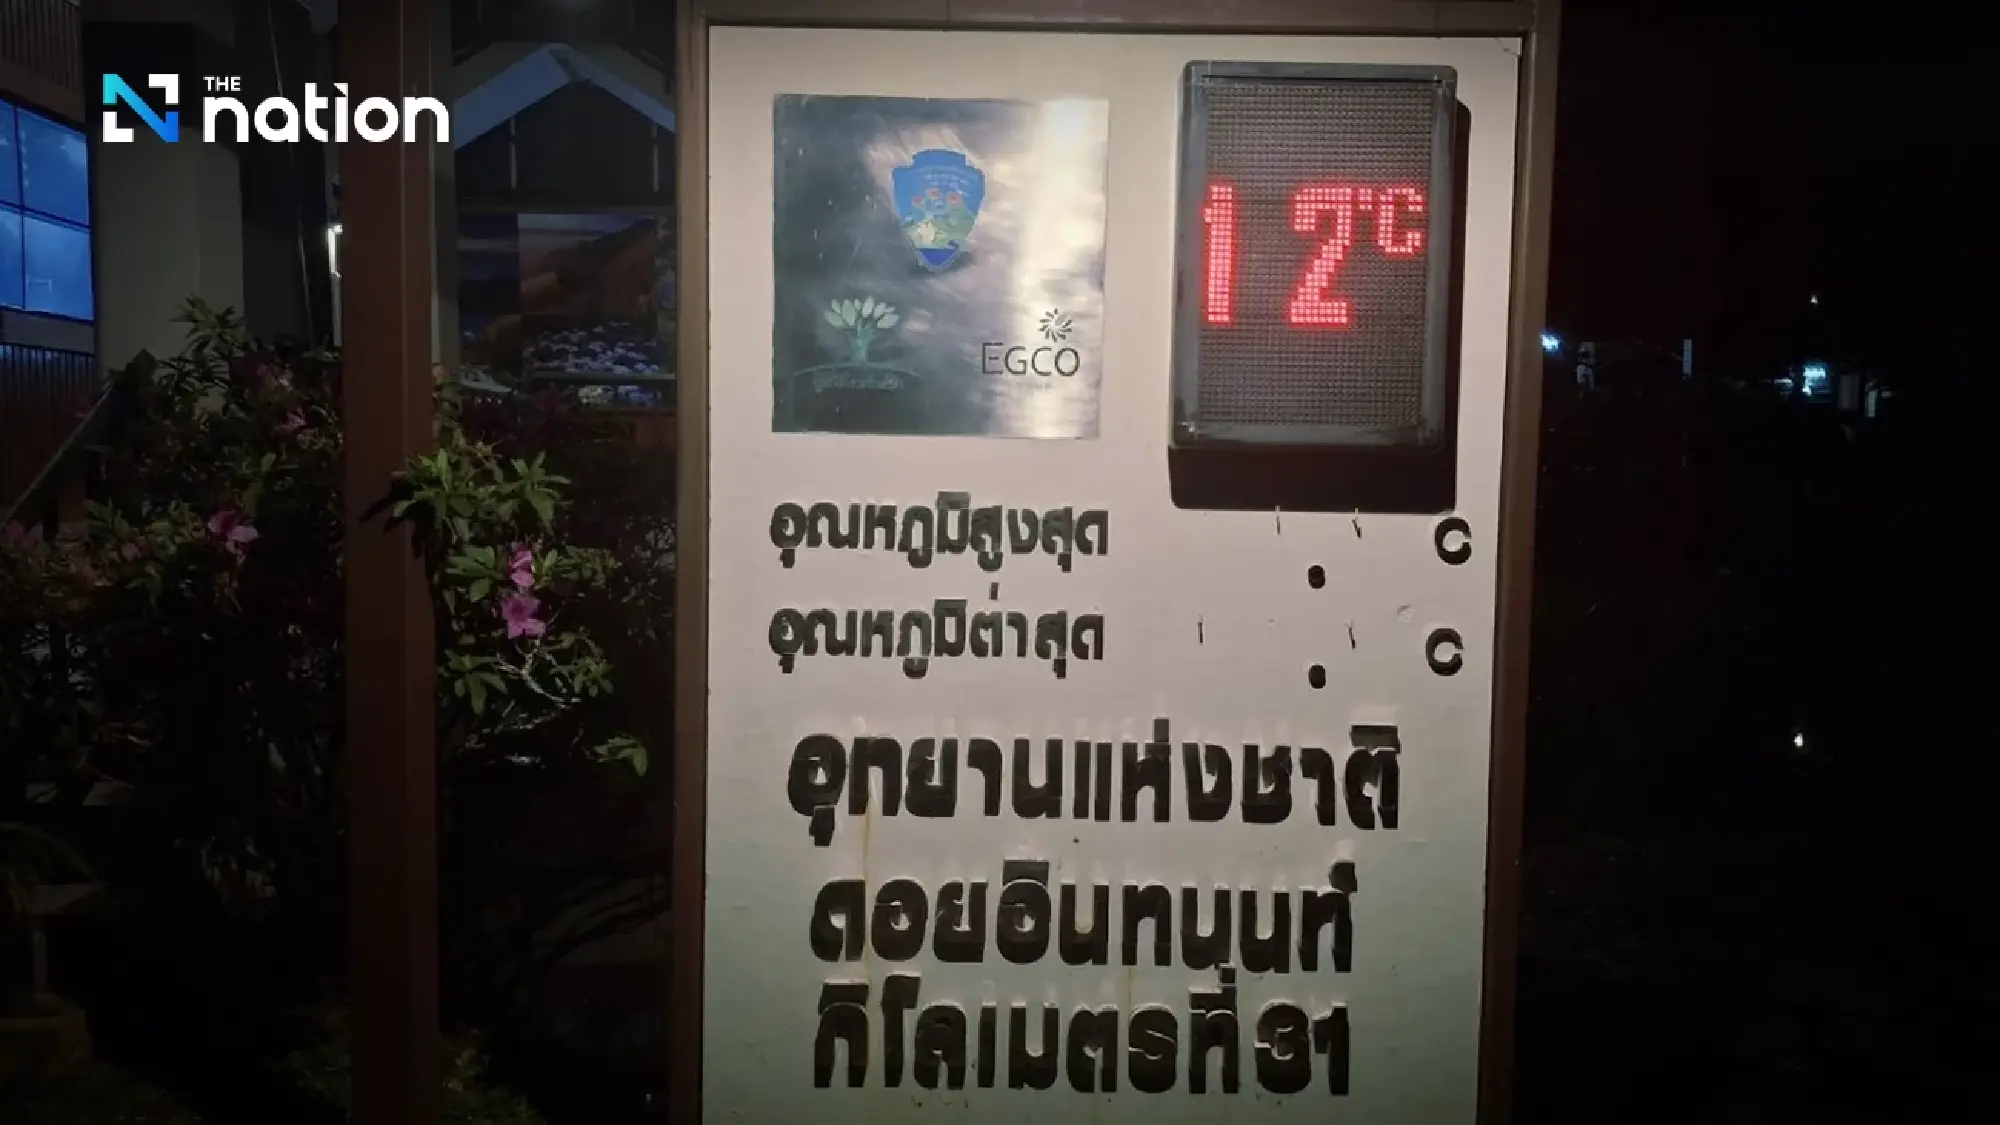 THE
nation
12°C
EGCO
อุณหภูมิสูงสุด . C
อุณหภูมิต่ำสุด . C
อุทยานแห่งชาติ
ดอยอินทนนท์
กิโลเมตรที่31